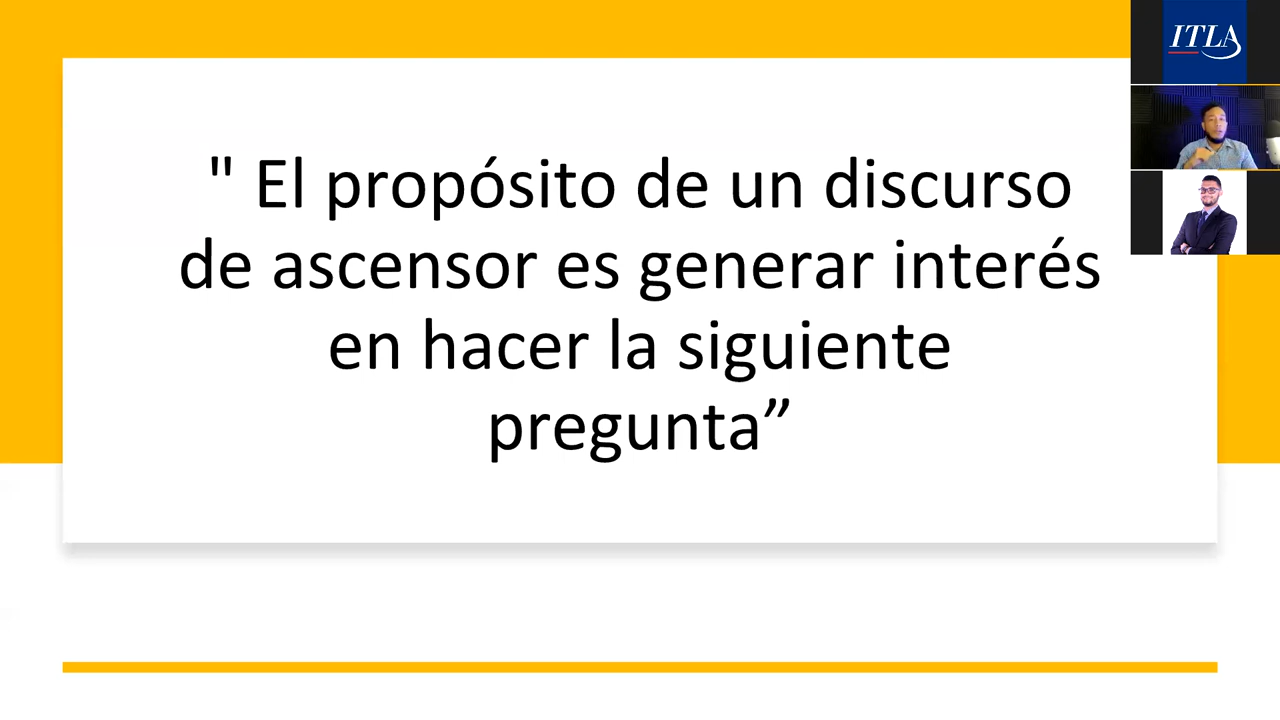 " El propósito de un discurso
de ascensor es generar interés
en hacer la siguiente
pregunta”
ITLA